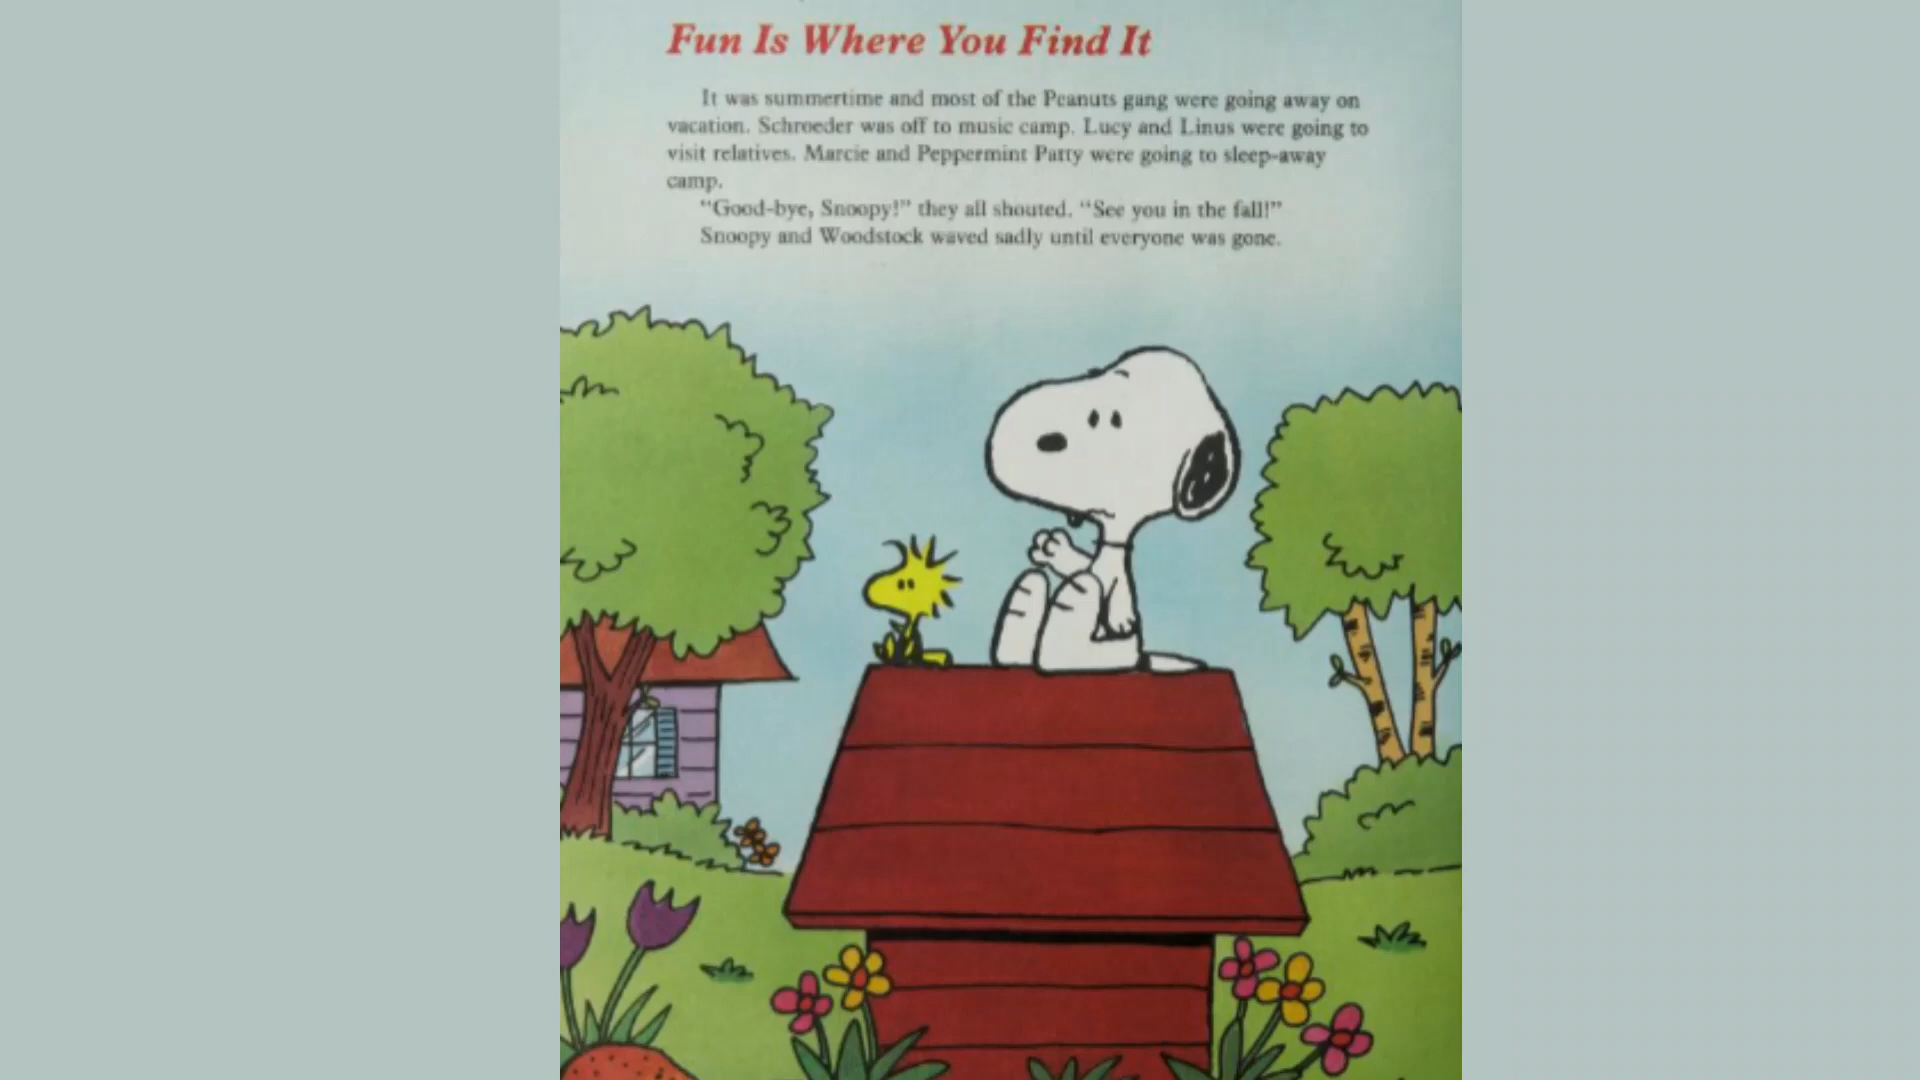 Fun Is Where You Find It
It was summertime and most of the Peanuts gang were going away on
vacation. Schroeder was off to music camp. Lucy and Linus were going to
visit relatives. Marcie and Peppermint Patty were going to sleep-away
camp.
“Good-bye, Snoopy!” they all shouted. “See you in the fall!”
Snoopy and Woodstock waved sadly until everyone was gone.